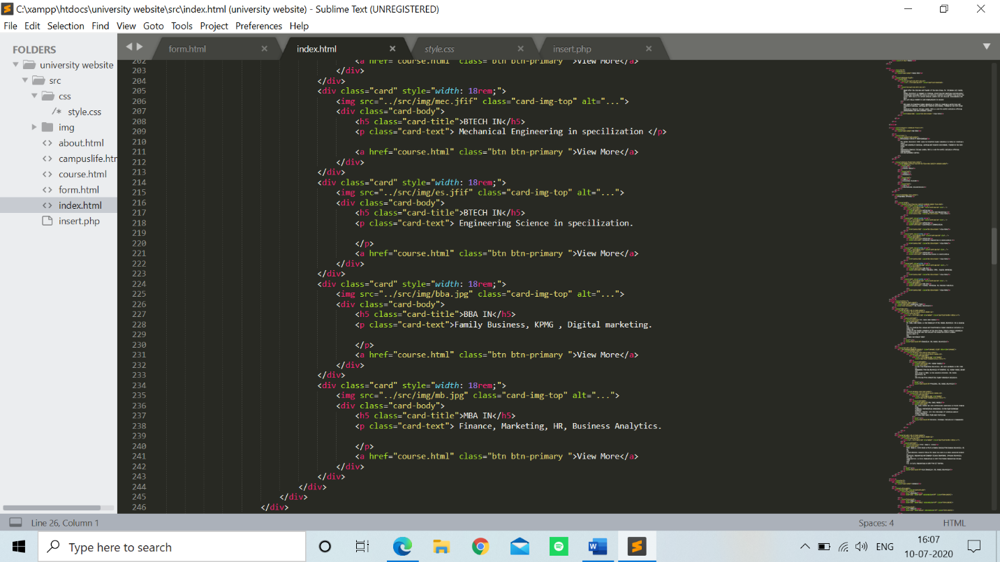 C:\xampp\htdocs\university website\src\index.html (university website) - Sublime Text (UNREGISTERED)
File Edit Selection Find View Goto Tools Project Preferences Help
FOLDERS
university website
src
css
/* style.css
img
<> about.html
<> campuslife.htr
<> course.html
<> form.html
<> index.html
insert.php
form.html × index.html × style.css × insert.php ×
202 <a href="course.html" class="btn btn-primary ">View More</a>
203 </div>
204 </div>
205 <div class="card" style="width: 18rem;">
206 <img src="../src/img/mec.jfif" class="card-img-top" alt="...">
207 <div class="card-body">
208 <h5 class="card-title">BTECH IN</h5>
209 <p class="card-text"> Mechanical Engineering in specilization </p>
210
211 <a href="course.html" class="btn btn-primary ">View More</a>
212 </div>
213 </div>
214 <div class="card" style="width: 18rem;">
215 <img src="../src/img/es.jfif" class="card-img-top" alt="...">
216 <div class="card-body">
217 <h5 class="card-title">BTECH IN</h5>
218 <p class="card-text"> Engineering Science in specilization.
219
220 </p>
221 <a href="course.html" class="btn btn-primary ">View More</a>
222 </div>
223 </div>
224 <div class="card" style="width: 18rem;">
225 <img src="../src/img/bba.jpg" class="card-img-top" alt="...">
226 <div class="card-body">
227 <h5 class="card-title">BBA IN</h5>
228 <p class="card-text">Family Business, KPMG , Digital marketing.
229
230 </p>
231 <a href="course.html" class="btn btn-primary ">View More</a>
232 </div>
233 </div>
234 <div class="card" style="width: 18rem;">
235 <img src="../src/img/mb.jpg" class="card-img-top" alt="...">
236 <div class="card-body">
237 <h5 class="card-title">MBA IN</h5>
238 <p class="card-text"> Finance, Marketing, HR, Business Analytics.
239
240 </p>
241 <a href="course.html" class="btn btn-primary ">View More</a>
242 </div>
243 </div>
244 </div>
245 </div>
246 </div>
Line 26, Column 1 Spaces: 4 HTML
Type here to search
ENG 16:07
10-07-2020